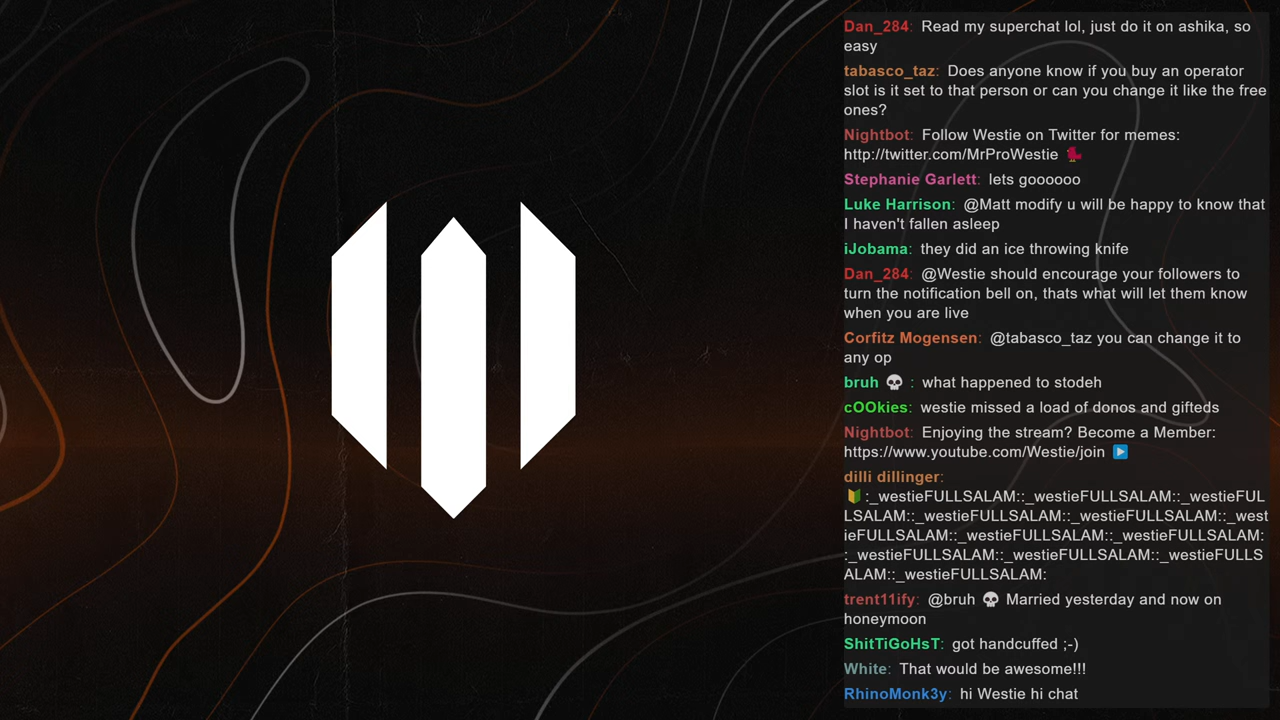 Dan_284: Read my superchat lol, just do it on ashika, so
easy
tabasco_taz: Does anyone know if you buy an operator
slot is it set to that person or can you change it like the free
ones?
Nightbot: Follow Westie on Twitter for memes:
http://twitter.com/MrProWestie
Stephanie Garlett: lets goooooo
Luke Harrison: @Matt modify u will be happy to know that
I haven't fallen asleep
iJobama: they did an ice throwing knife
Dan_284: @Westie should encourage your followers to
turn the notification bell on, thats what will let them know
when you are live
Corfitz Mogensen: @tabasco_taz you can change it to
any op
bruh 💀 : what happened to stodeh
cOOkies: westie missed a load of donos and gifteds
Nightbot: Enjoying the stream? Become a Member:
https://www.youtube.com/Westie/join ▶️
dilli dillinger:
🔰:_westieFULLSALAM::_westieFULLSALAM::_westieFUL
LSALAM::_westieFULLSALAM::_westieFULLSALAM::_west
ieFULLSALAM::_westieFULLSALAM::_westieFULLSALAM:
:_westieFULLSALAM::_westieFULLSALAM::_westieFULLS
ALAM::_westieFULLSALAM:
trent11ify: @bruh 💀 Married yesterday and now on
honeymoon
ShitTiGoHsT: got handcuffed ;-)
White: That would be awesome!!!
RhinoMonk3y: hi Westie hi chat